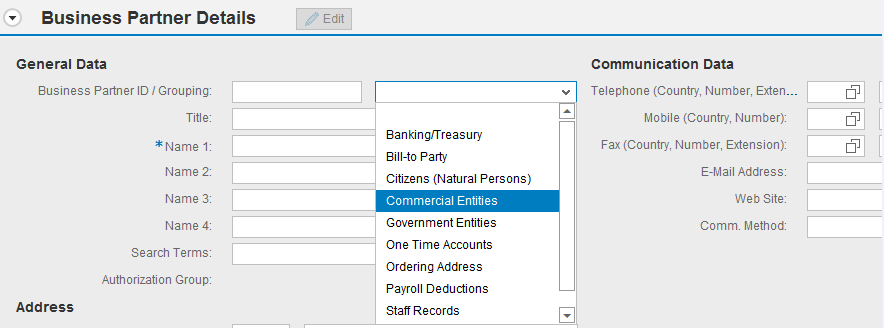 Business Partner Details
Edit
General Data
Business Partner ID / Grouping:
Title:
*Name 1:
Name 2:
Name 3:
Name 4:
Search Terms:
Authorization Group:
Address
Banking/Treasury
Bill-to Party
Citizens (Natural Persons)
Commercial Entities
Government Entities
One Time Accounts
Ordering Address
Payroll Deductions
Staff Records
Communication Data
Telephone (Country, Number, Exten...
Mobile (Country, Number):
Fax (Country, Number, Extension):
E-Mail Address:
Web Site:
Comm. Method: